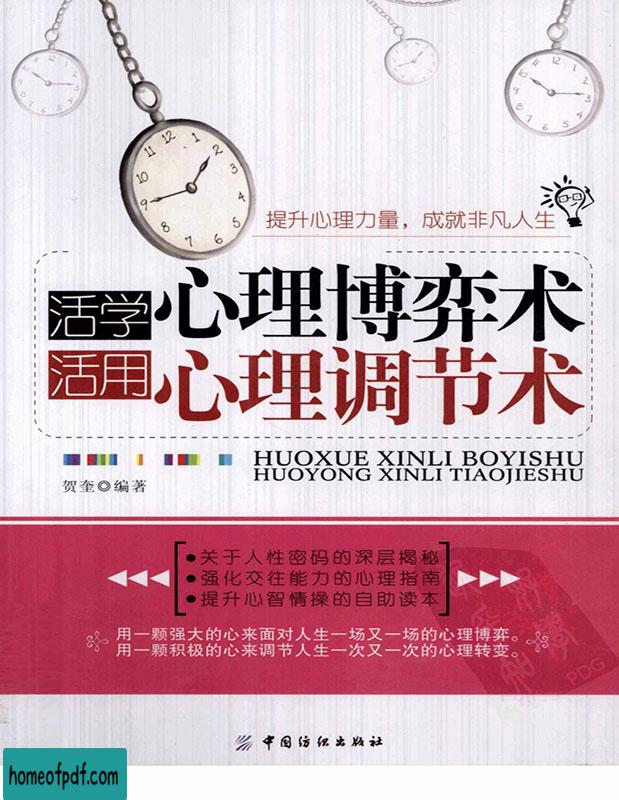 提升心理力量，成就非凡人生
活学 心理博弈术
活用 心理调节术
HUOXUE XINLI BOYISHU
HUOYONG XINLI TIAOJIESHU
贺奎◎编著
●关于人性密码的深层揭秘
●强化交往能力的心理指南
●提升心智情操的自助读本
用一颗强大的心来面对人生一场又一场的心理博弈。
用一颗积极的心来调节人生一次又一次的心理转变。
PDG
中国纺织出版社
homeofpdf.com